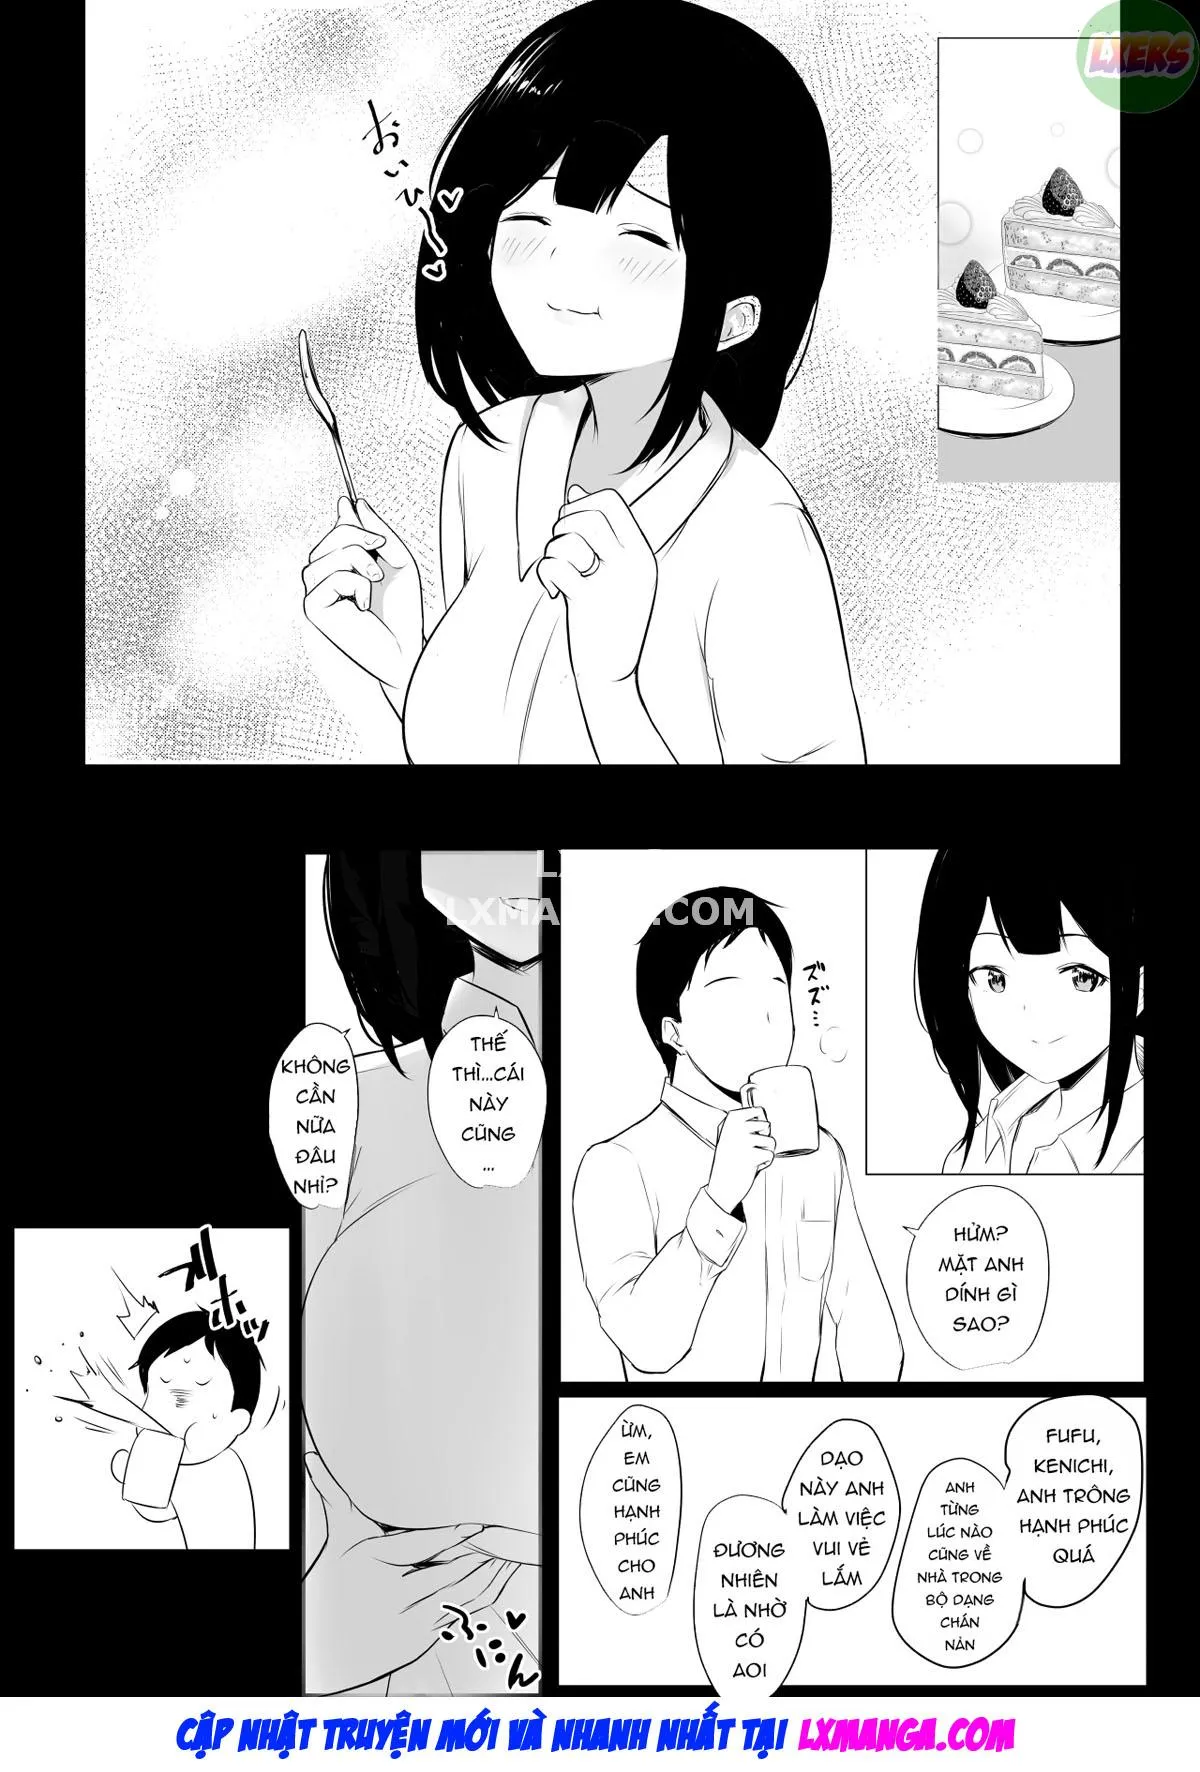 LXERS
おいひ〜♥♥
LXMANGA.COM
ズズ…
HỬM?
MẶT ANH
DÍNH GÌ
SAO?
FUFU,
KENICHI,
ANH TRÔNG
HẠNH PHÚC
QUÁ
ANH
TỪNG
LÚC NÀO
CŨNG VỀ
NHÀ TRONG
BỘ DẠNG
CHÁN
NẢN
DẠO
NÀY ANH
LÀM VIỆC
VUI VẺ
LẮM
ĐƯƠNG
NHIÊN
LÀ NHỜ
CÓ
AOI
ỪM,
EM
CŨNG
HẠNH
PHÚC
CHO
ANH
THẾ
THÌ...CÁI
NÀY
CŨNG
...
KHÔNG
CẦN
NỮA
ĐÂU
NHỈ?
ふにん♥
CẬP NHẬT TRUYỆN MỚI VÀ NHANH NHẤT TẠI LXMANGA.COM